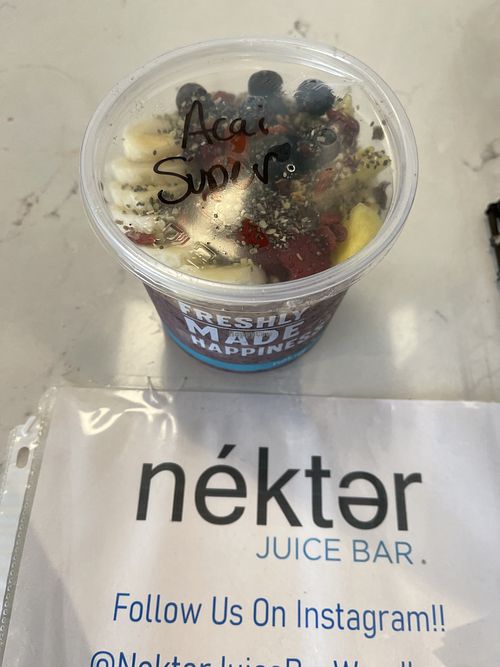 Acai
Super
FRESHLY
MADE
HAPPINESS
néktər
JUICE BAR.
Follow Us On Instagram!!